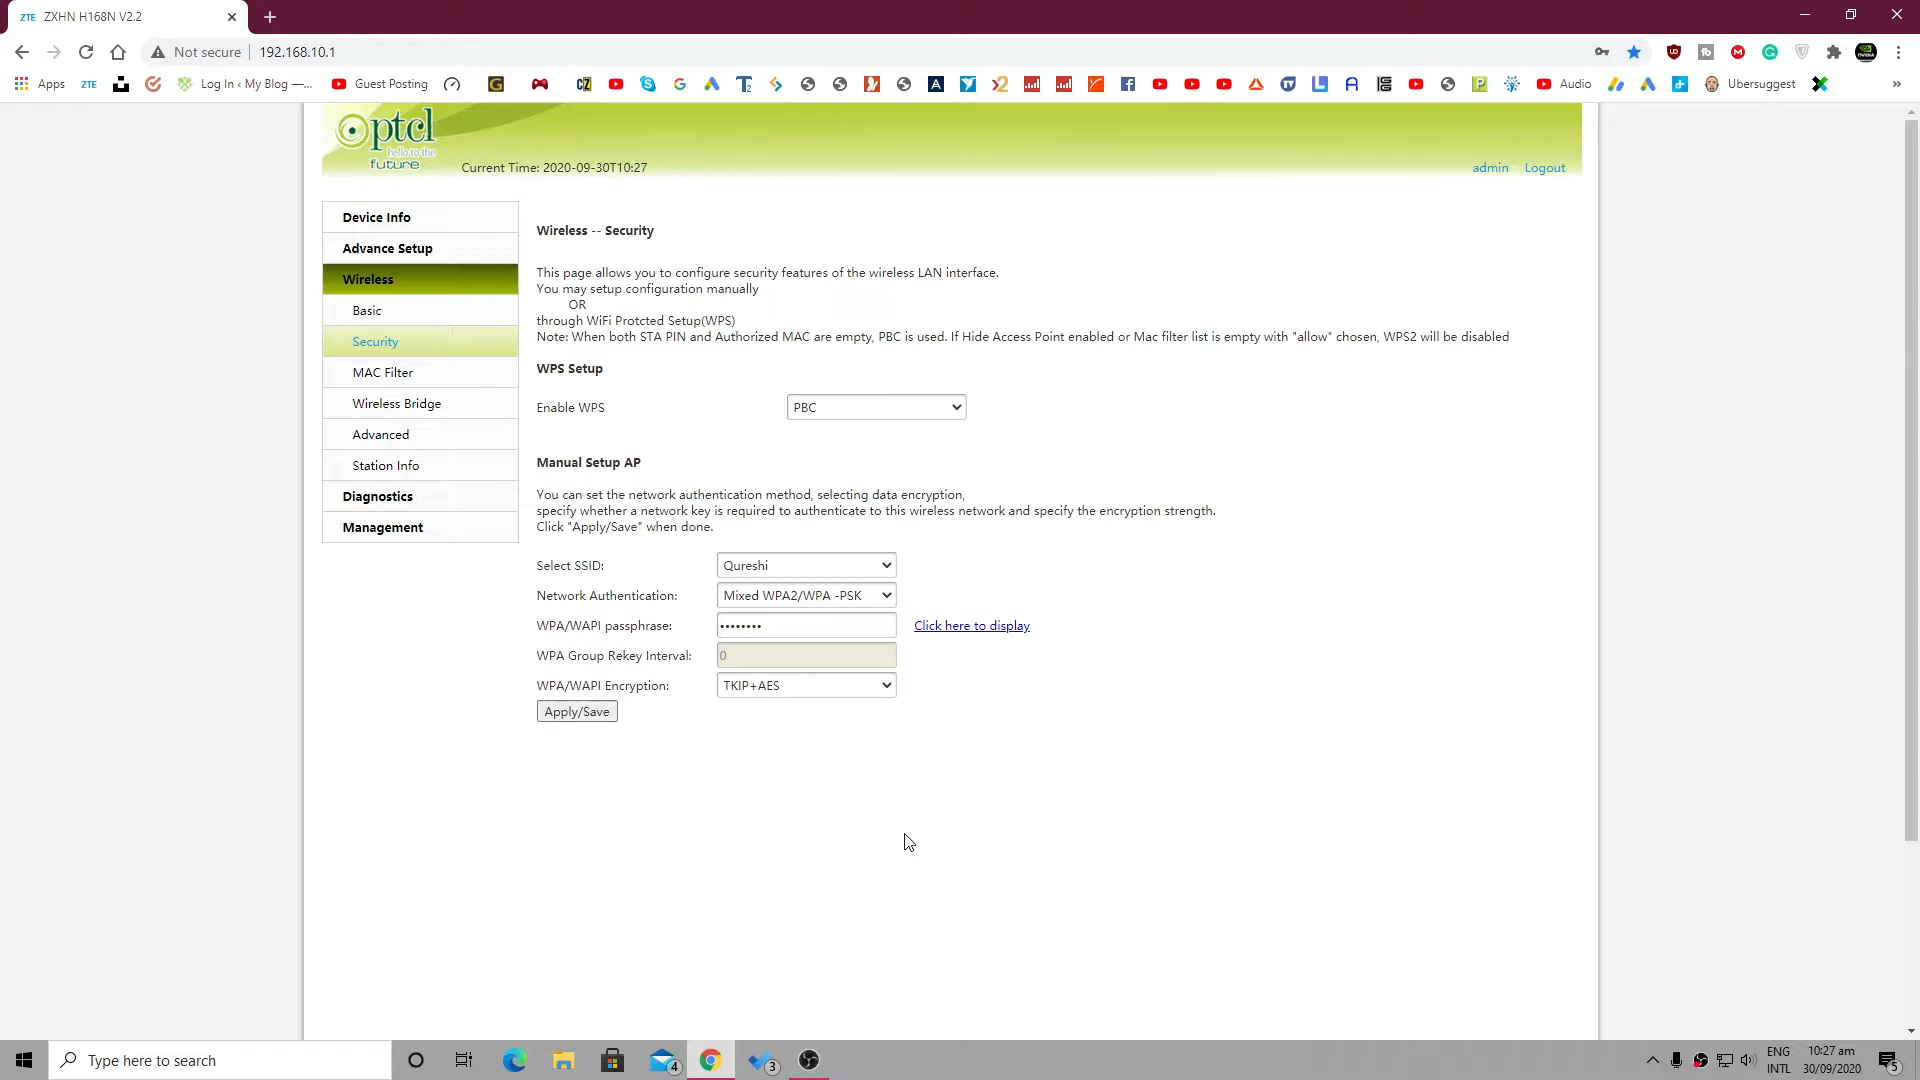 ZTE ZXHN H168N V2.2
Not secure 192.168.10.1
Apps ZTE Log In ‹ My Blog —... Guest Posting Audio Ubersuggest »
ptcl
hello to the
future
Current Time: 2020-09-30T10:27
admin Logout
Device Info
Advance Setup
Wireless
Basic
Security
MAC Filter
Wireless Bridge
Advanced
Station Info
Diagnostics
Management
Wireless -- Security
This page allows you to configure security features of the wireless LAN interface.
You may setup configuration manually
OR
through WiFi Protcted Setup(WPS)
Note: When both STA PIN and Authorized MAC are empty, PBC is used. If Hide Access Point enabled or Mac filter list is empty with "allow" chosen, WPS2 will be disabled
WPS Setup
Enable WPS PBC
Manual Setup AP
You can set the network authentication method, selecting data encryption,
specify whether a network key is required to authenticate to this wireless network and specify the encryption strength.
Click "Apply/Save" when done.
Select SSID: Qureshi
Network Authentication: Mixed WPA2/WPA -PSK
WPA/WAPI passphrase: •••••••• Click here to display
WPA Group Rekey Interval: 0
WPA/WAPI Encryption: TKIP+AES
Apply/Save
Type here to search
4
3
ENG
INTL
10:27 am
30/09/2020
5